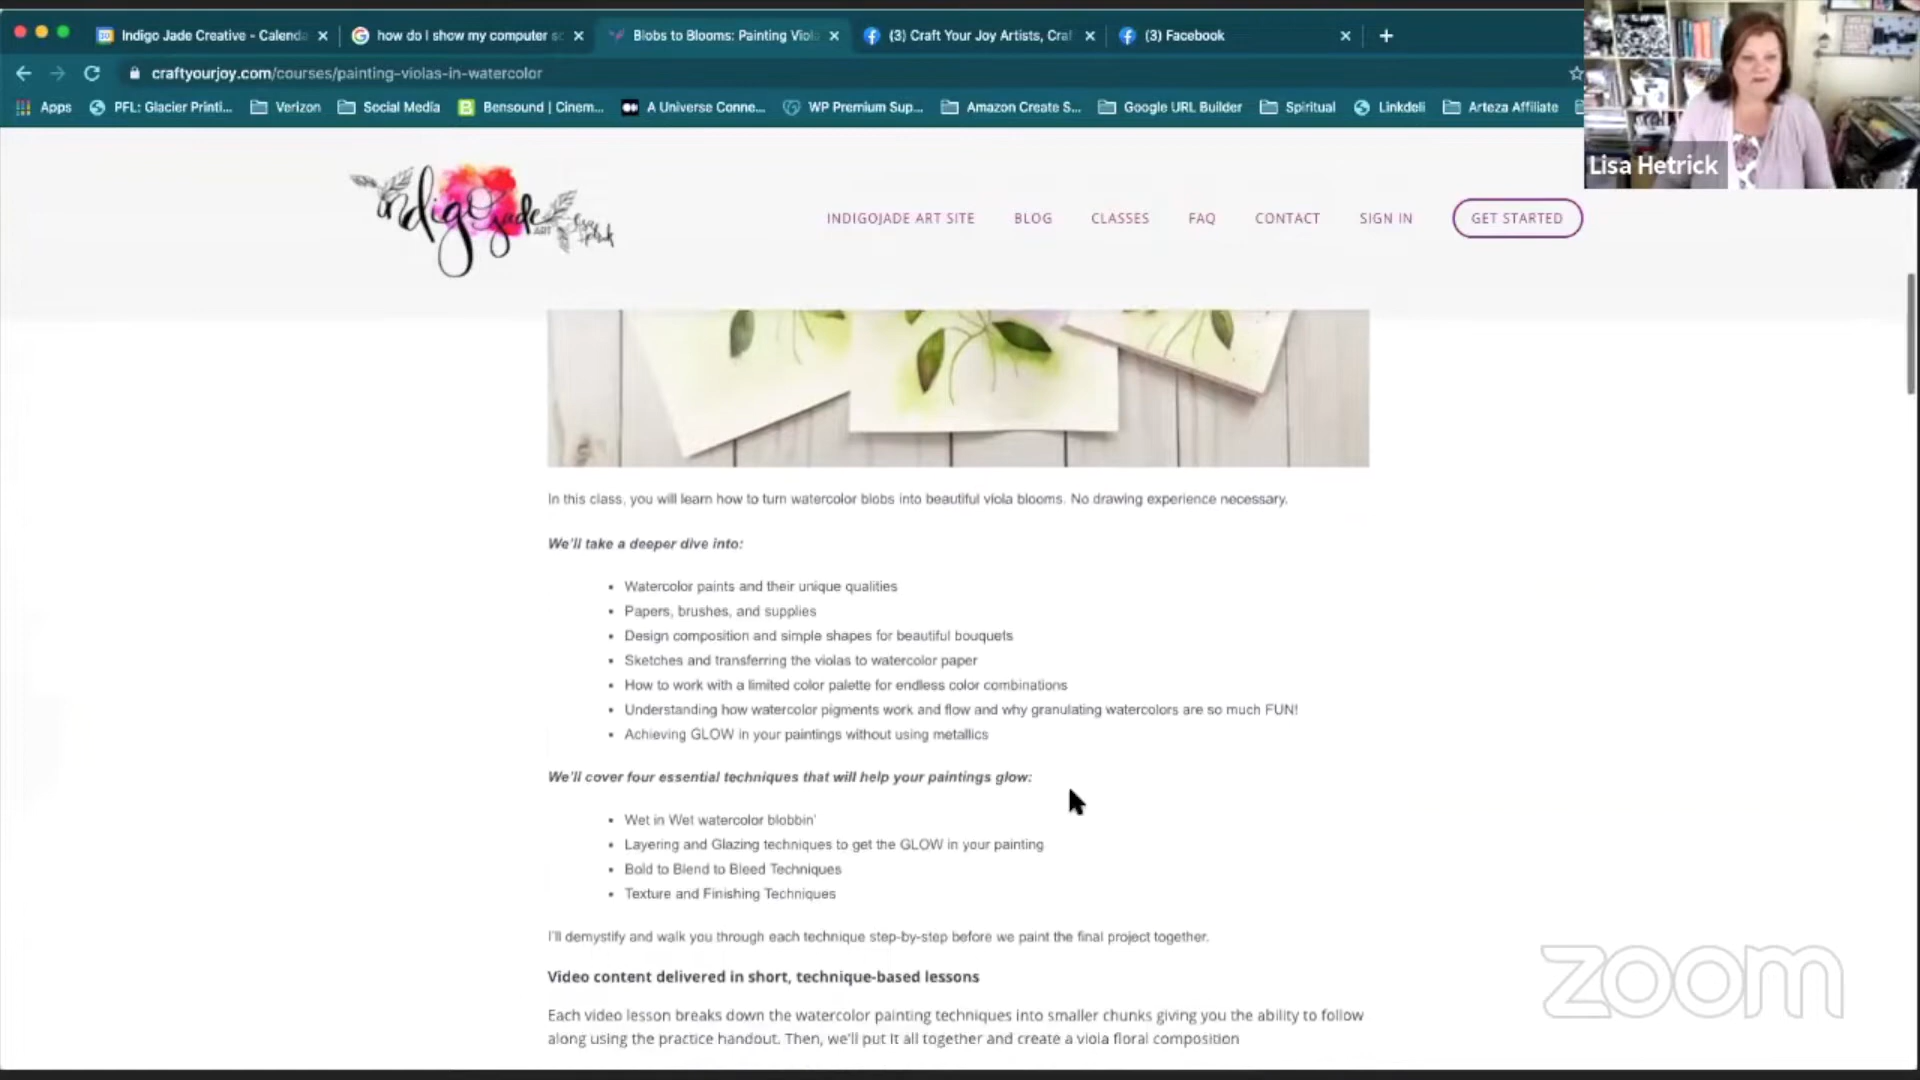 Indigo Jade Creative - Calenda
how do I show my computer sc
Blobs to Blooms: Painting Viol
(3) Craft Your Joy Artists, Craf
(3) Facebook
craftyourjoy.com/courses/painting-violas-in-watercolor
Apps
PFL: Glacier Printi...
Verizon
Social Media
Bensound | Cinem...
A Universe Conne...
WP Premium Sup...
Amazon Create S...
Google URL Builder
Spiritual
Linkdeli
Arteza Affiliate
Lisa Hetrick
indigojade
ART
INDIGOJADE ART SITE
BLOG
CLASSES
FAQ
CONTACT
SIGN IN
GET STARTED
In this class, you will learn how to turn watercolor blobs into beautiful viola blooms. No drawing experience necessary.
We'll take a deeper dive into:
• Watercolor paints and their unique qualities
• Papers, brushes, and supplies
• Design composition and simple shapes for beautiful bouquets
• Sketches and transferring the violas to watercolor paper
• How to work with a limited color palette for endless color combinations
• Understanding how watercolor pigments work and flow and why granulating watercolors are so much FUN!
• Achieving GLOW in your paintings without using metallics
We'll cover four essential techniques that will help your paintings glow:
• Wet in Wet watercolor blobbin'
• Layering and Glazing techniques to get the GLOW in your painting
• Bold to Blend to Bleed Techniques
• Texture and Finishing Techniques
I'll demystify and walk you through each technique step-by-step before we paint the final project together.
Video content delivered in short, technique-based lessons
Each video lesson breaks down the watercolor painting techniques into smaller chunks giving you the ability to follow
along using the practice handout. Then, we'll put it all together and create a viola floral composition
zoom